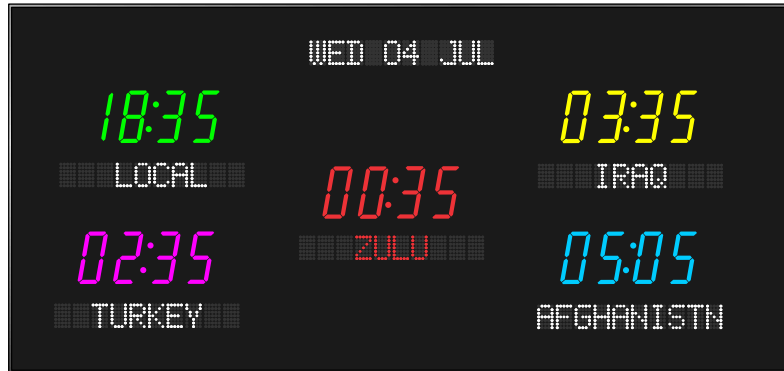 WED 04 JUL
18:35
LOCAL
03:35
IRAQ
00:35
ZULU
02:35
TURKEY
05:05
AFGHANISTN